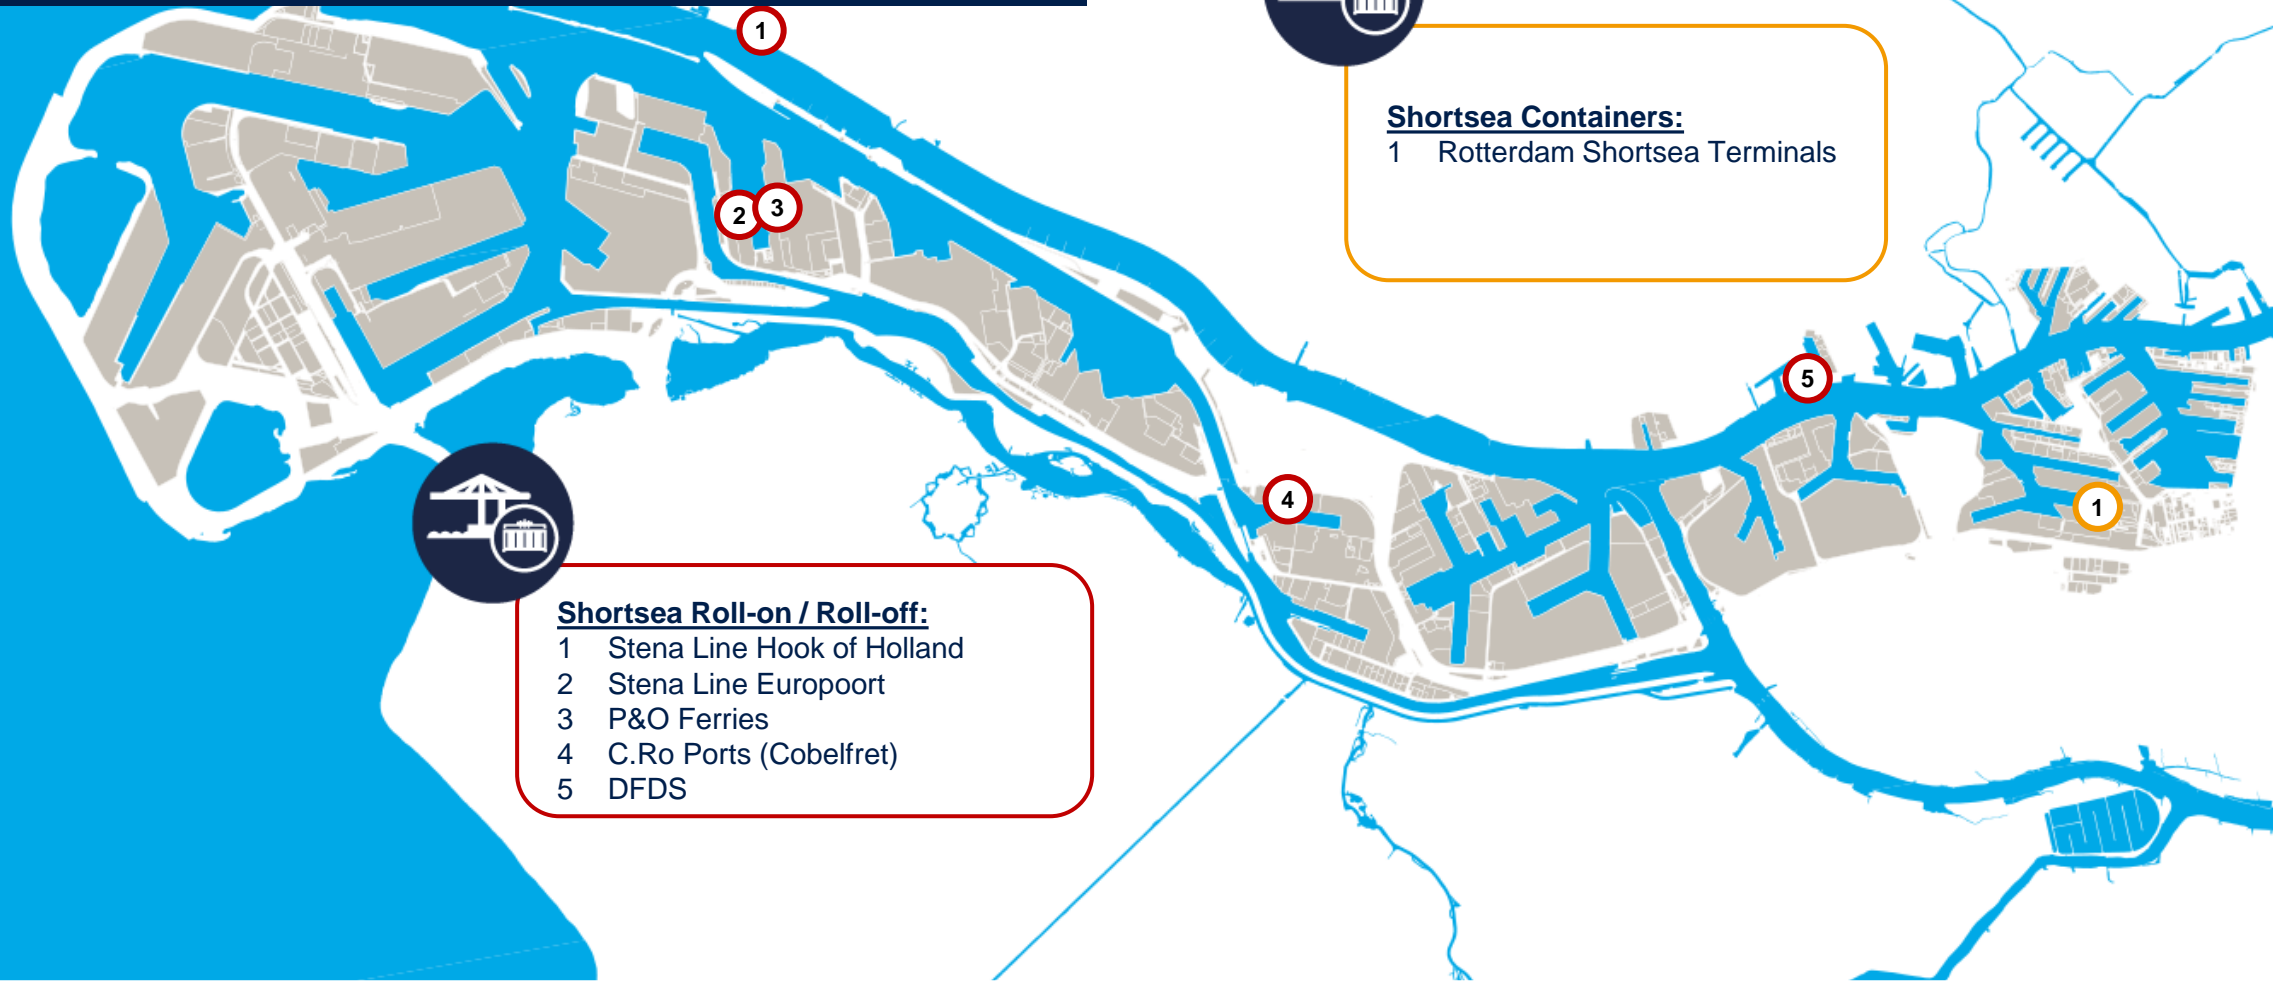 1
Shortsea Containers:
1 Rotterdam Shortsea Terminals
2
3
5
4
1
Shortsea Roll-on / Roll-off:
1 Stena Line Hook of Holland
2 Stena Line Europoort
3 P&O Ferries
4 C.Ro Ports (Cobelfret)
5 DFDS